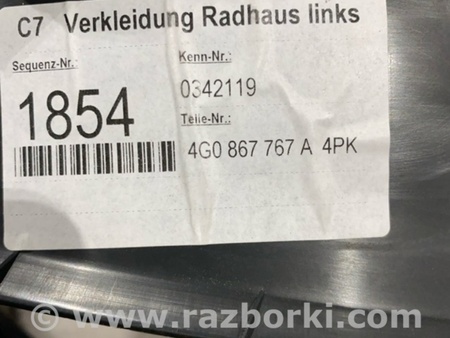 C7 Verkleidung Radhaus links
Sequenz-Nr.:
Kenn-Nr.:
1854
0342119
Teile-Nr.:
4G0 867 767 A 4PK
www.razborki.com